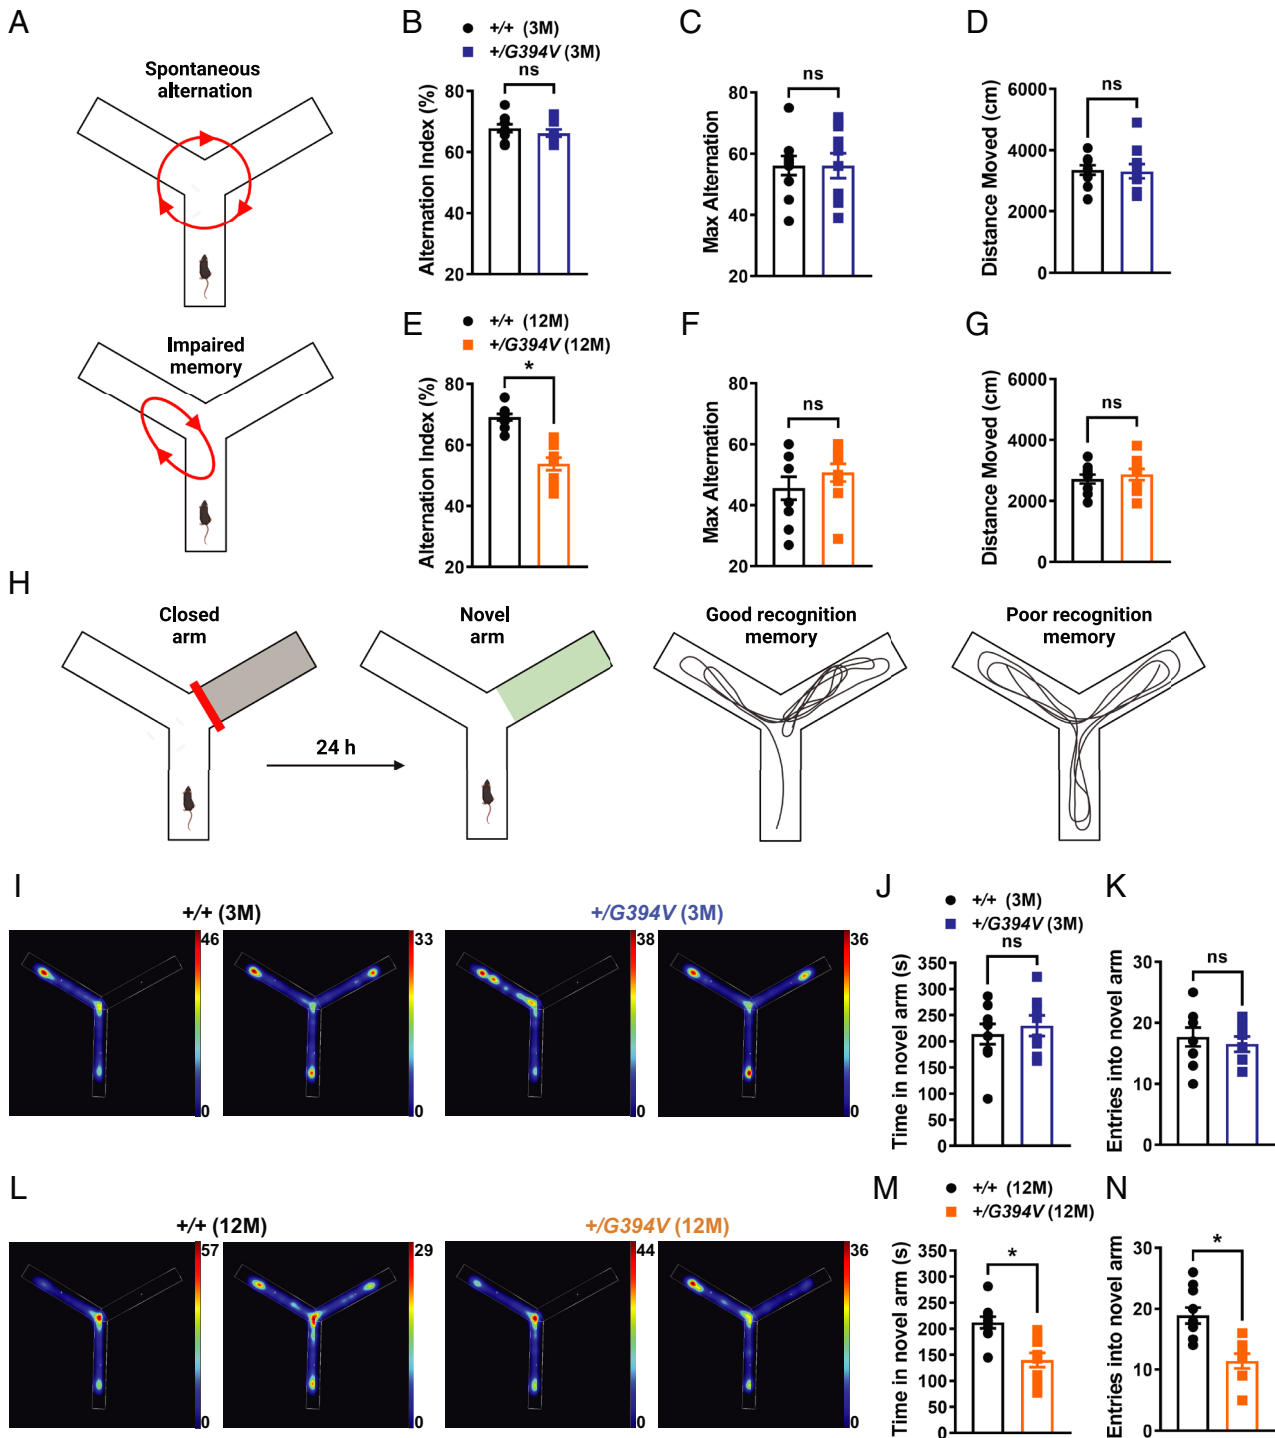 A
Spontaneous
alternation
Impaired
memory
B
+/+ (3M)
+/G394V (3M)
ns
Alternation Index (%)
80
60
40
20
C
ns
Max Alternation
80
60
40
20
D
ns
Distance Moved (cm)
6000
4000
2000
0
E
+/+ (12M)
+/G394V (12M)
*
Alternation Index (%)
80
60
40
20
F
ns
Max Alternation
80
60
40
20
G
ns
Distance Moved (cm)
6000
4000
2000
0
H
Closed
arm
24 h
Novel
arm
Good recognition
memory
Poor recognition
memory
I
+/+ (3M)
+/G394V (3M)
46
0
33
0
38
0
36
0
J
+/+ (3M)
+/G394V (3M)
ns
Time in novel arm (s)
350
300
250
200
150
100
50
0
K
ns
Entries into novel arm
30
20
10
0
L
+/+ (12M)
+/G394V (12M)
57
0
29
0
44
0
36
0
M
+/+ (12M)
+/G394V (12M)
*
Time in novel arm (s)
350
300
250
200
150
100
50
0
N
*
Entries into novel arm
30
20
10
0